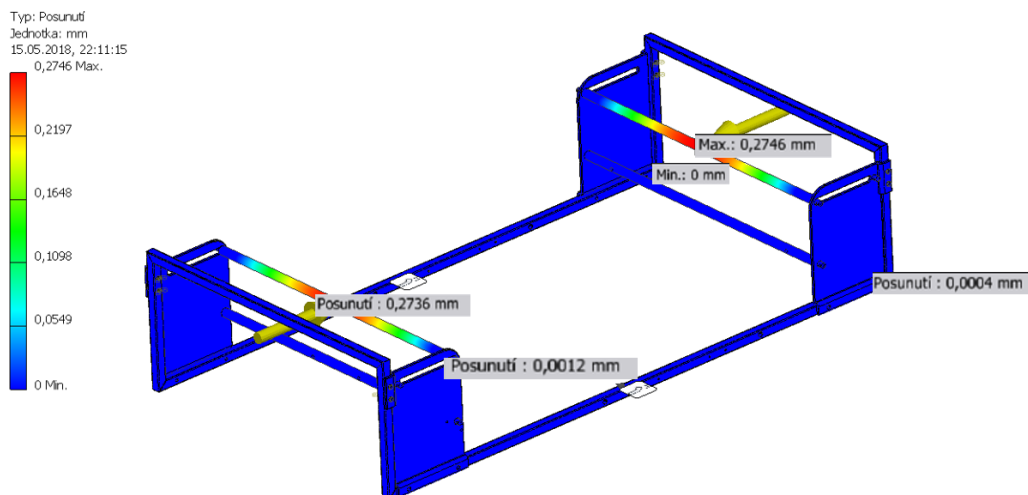 Typ: Posunutí
Jednotka: mm
15.05.2018, 22:11:15
0,2746 Max.
0,2197
0,1648
0,1098
0,0549
0 Min.
Max.: 0,2746 mm
Min.: 0 mm
Posunutí : 0,0004 mm
Posunutí : 0,2736 mm
Posunutí : 0,0012 mm